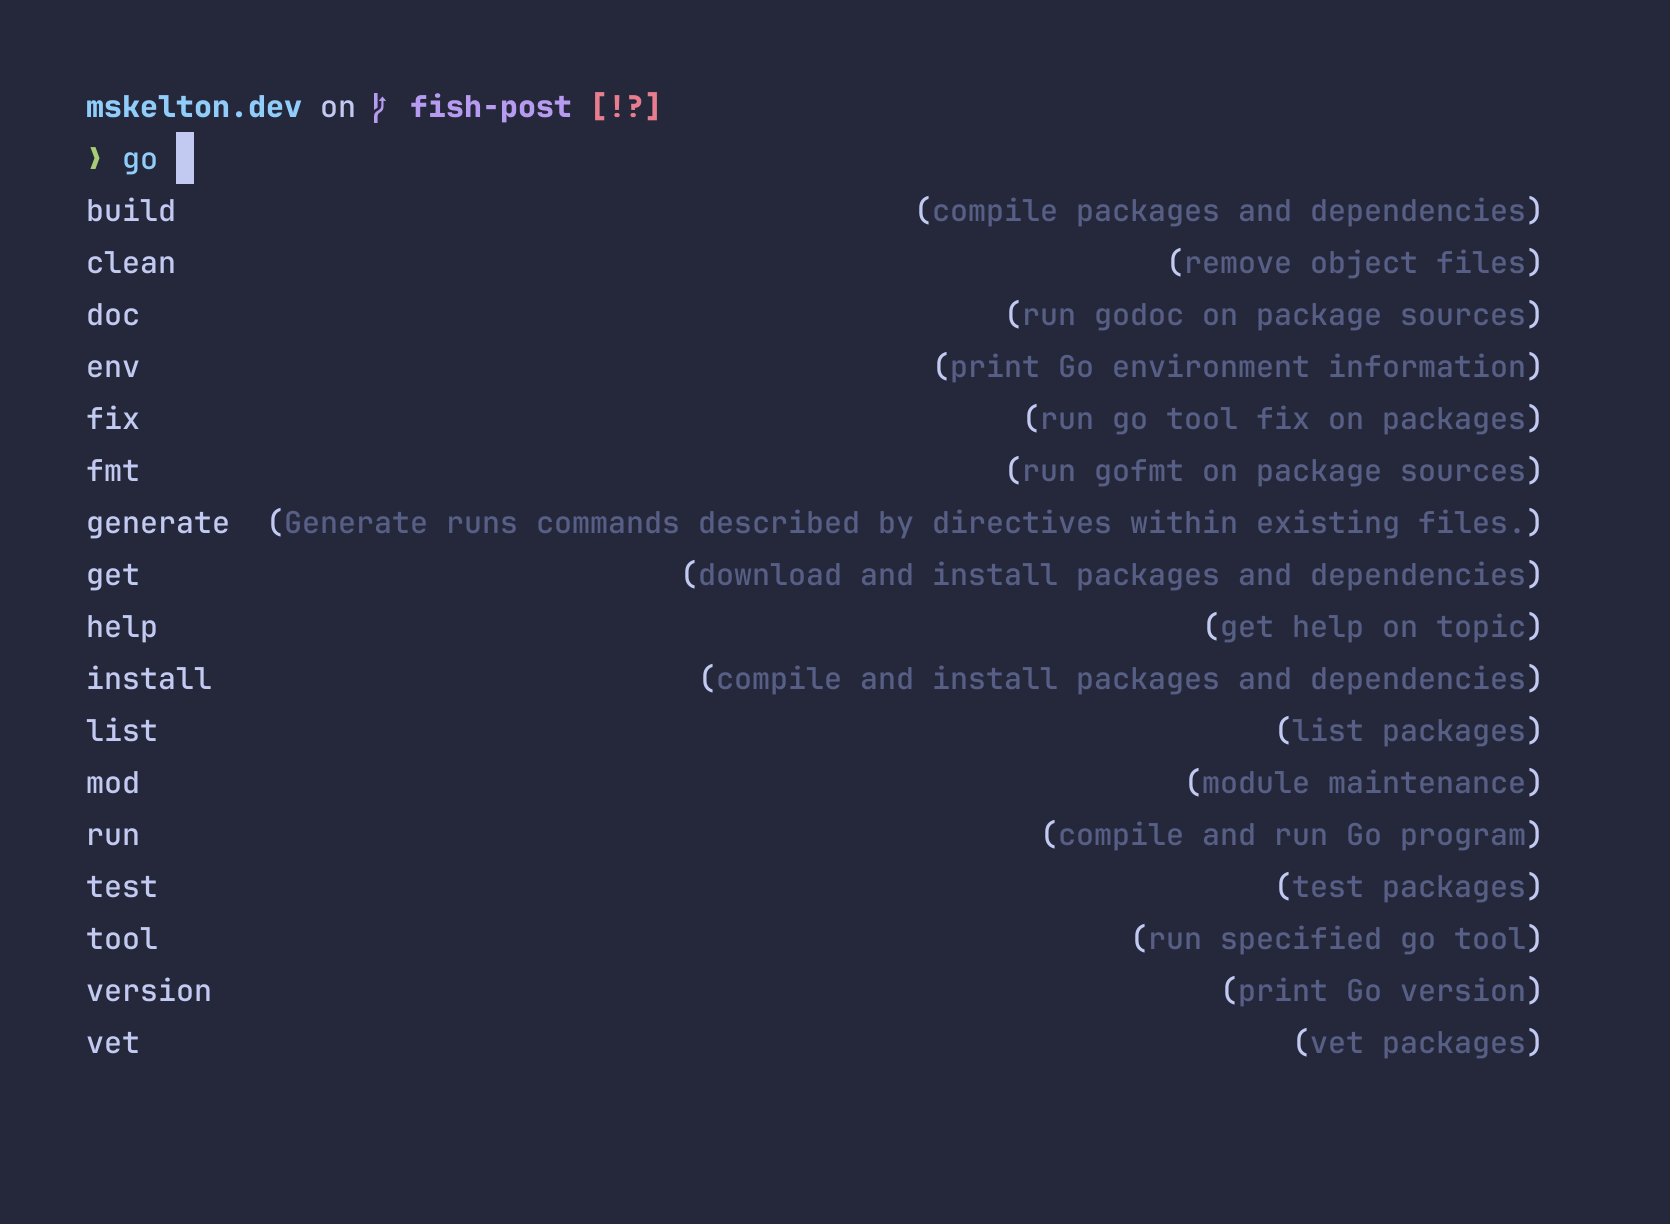 mskelton.dev on fish-post [!?]
❯ go
build (compile packages and dependencies)
clean (remove object files)
doc (run godoc on package sources)
env (print Go environment information)
fix (run go tool fix on packages)
fmt (run gofmt on package sources)
generate (Generate runs commands described by directives within existing files.)
get (download and install packages and dependencies)
help (get help on topic)
install (compile and install packages and dependencies)
list (list packages)
mod (module maintenance)
run (compile and run Go program)
test (test packages)
tool (run specified go tool)
version (print Go version)
vet (vet packages)